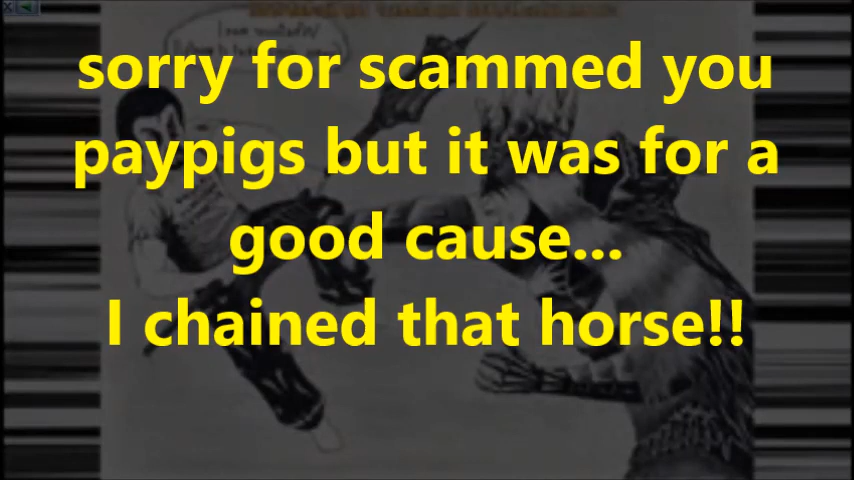 sorry for scammed you
paypigs but it was for a
good cause...
I chained that horse!!